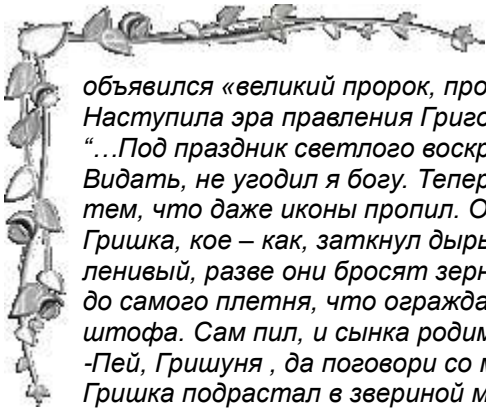 объявился «великий пророк, про
Наступила эра правления Григо
“…Под праздник светлого воскр
Видать, не угодил я богу. Тепер
тем, что даже иконы пропил. О
Гришка, кое – как, заткнул дыры
ленивый, разве они бросят зерн
до самого плетня, что огражда
штофа. Сам пил, и сынка родим
-Пей, Гришуня , да поговори со м
Гришка подрастал в звериной м